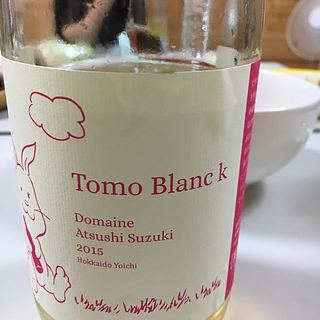 Tomo Blanc k
Domaine
Atsushi Suzuki
2015
Hokkaido Yoichi